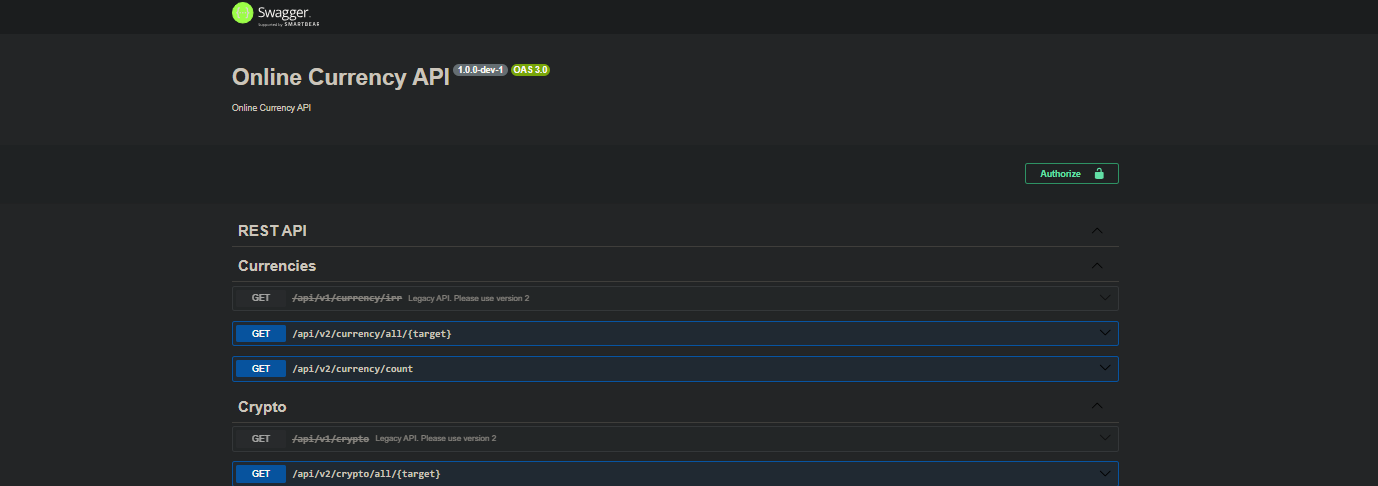 Swagger.
Supported by SMARTBEAR
Online Currency API 1.0.0-dev-1 OAS 3.0
Online Currency API
Authorize
REST API
Currencies
GET /api/v1/currency/irr Legacy API. Please use version 2
GET /api/v2/currency/all/{target}
GET /api/v2/currency/count
Crypto
GET /api/v1/crypto Legacy API. Please use version 2
GET /api/v2/crypto/all/{target}